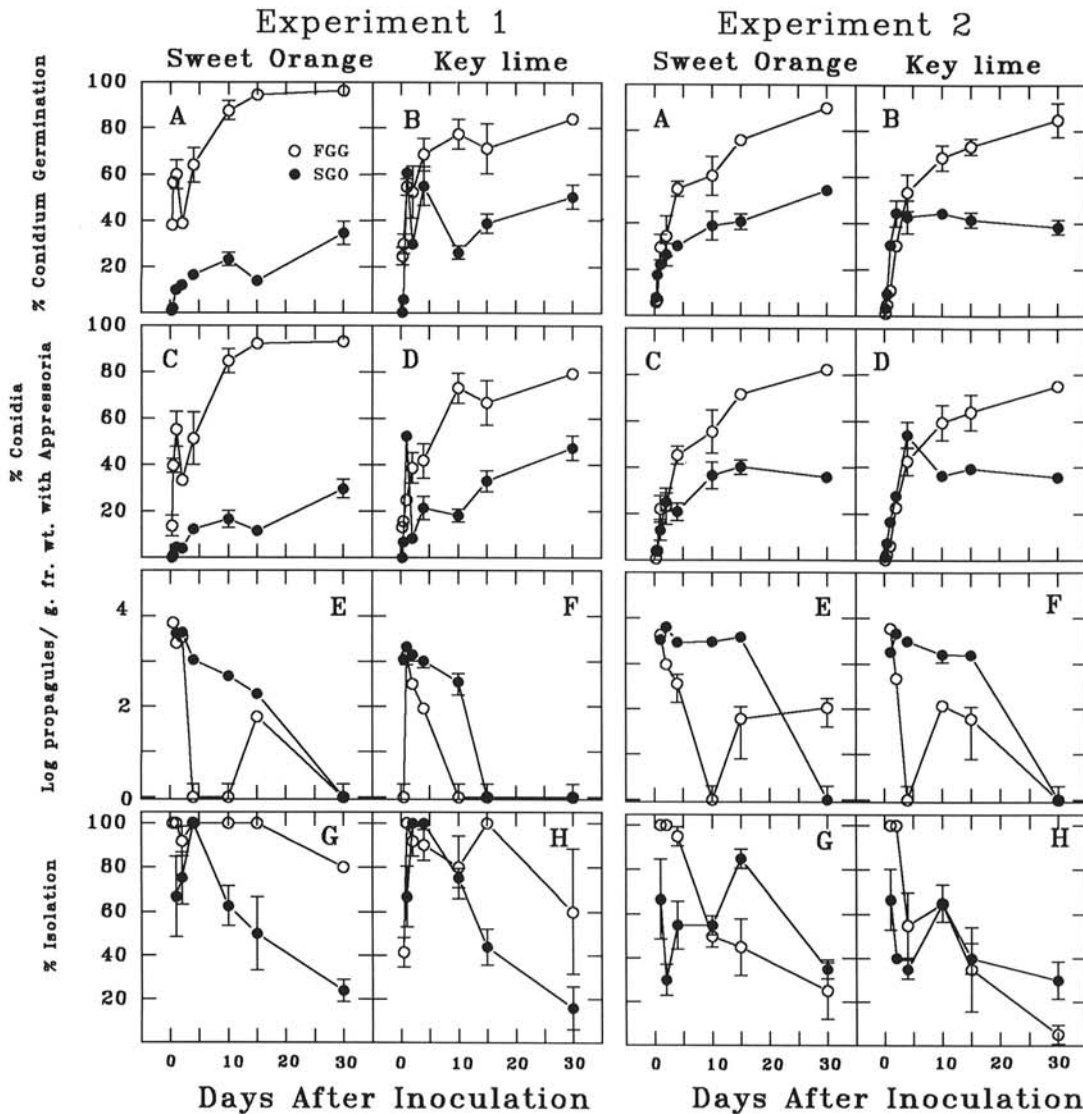 Experiment 1
Experiment 2
Sweet Orange
Key lime
Sweet Orange
Key lime
% Conidium Germination
100
80
60
40
20
A
FGG
SGO
B
A
B
% Conidia
with Appressoria
100
80
60
40
20
C
D
C
D
Log propagules/ g. fr. wt.
4
2
0
E
F
E
F
% Isolation
100
80
60
40
20
G
H
G
H
0 10 20 30
0 10 20 30
0 10 20 30
0 10 20 30
Days After Inoculation
Days After Inoculation